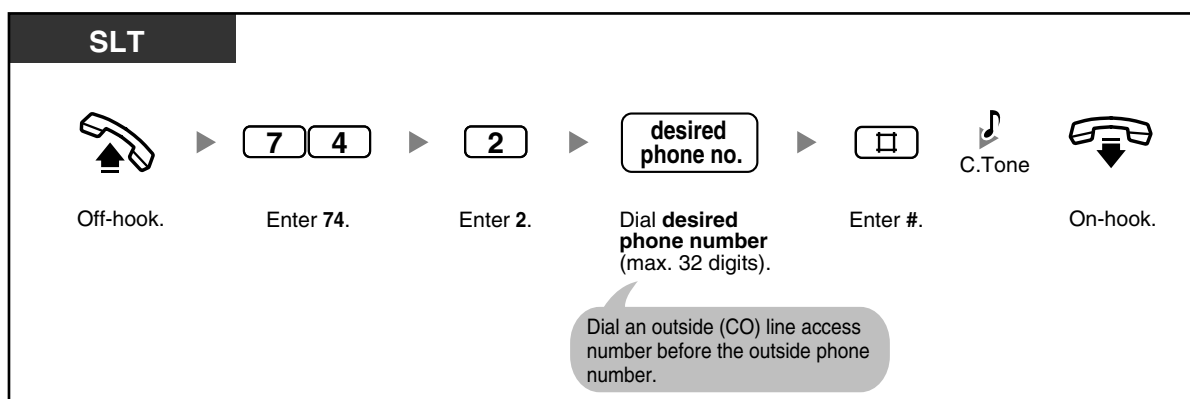 SLT
7 4
2
desired
phone no.
#
C.Tone
Off-hook.
Enter 74.
Enter 2.
Dial desired
phone number
(max. 32 digits).
Enter #.
On-hook.
Dial an outside (CO) line access
number before the outside phone
number.